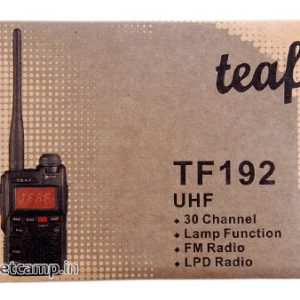 teaf
TF192
UHF
30 Channel
Lamp Function
FM Radio
LPD Radio
etcamp.in